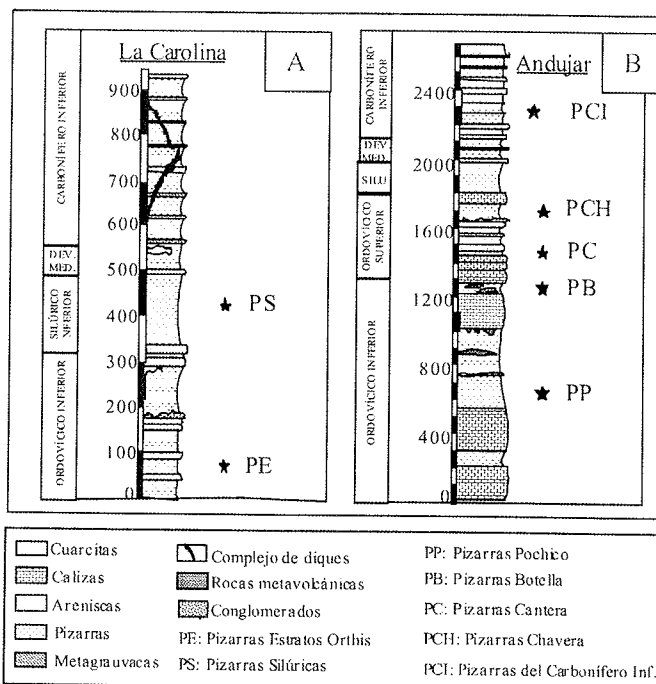 La Carolina
A
CARBONÍFERO INFERIOR
DEV. MED.
SILÚRICO INFERIOR
ORDOVÍCICO INFERIOR
900
800
700
600
500
400
300
200
100
0
PS
PE
Andujar
B
CARBONÍFERO INFERIOR
DEV. MED.
SILU
ORDOVÍCICO SUPERIOR
ORDOVÍCICO INFERIOR
2400
2000
1600
1200
800
400
0
PCI
PCH
PC
PB
PP
Cuarcitas
Calizas
Areniscas
Pizarras
Metagrauvacas
Complejo de diques
Rocas metavolcánicas
Conglomerados
PE: Pizarras Estratos Orthis
PS: Pizarras Silúricas
PP: Pizarras Pochico
PB: Pizarras Botella
PC: Pizarras Cantera
PCH: Pizarras Chavera
PCI: Pizarras del Carbonífero Inf.